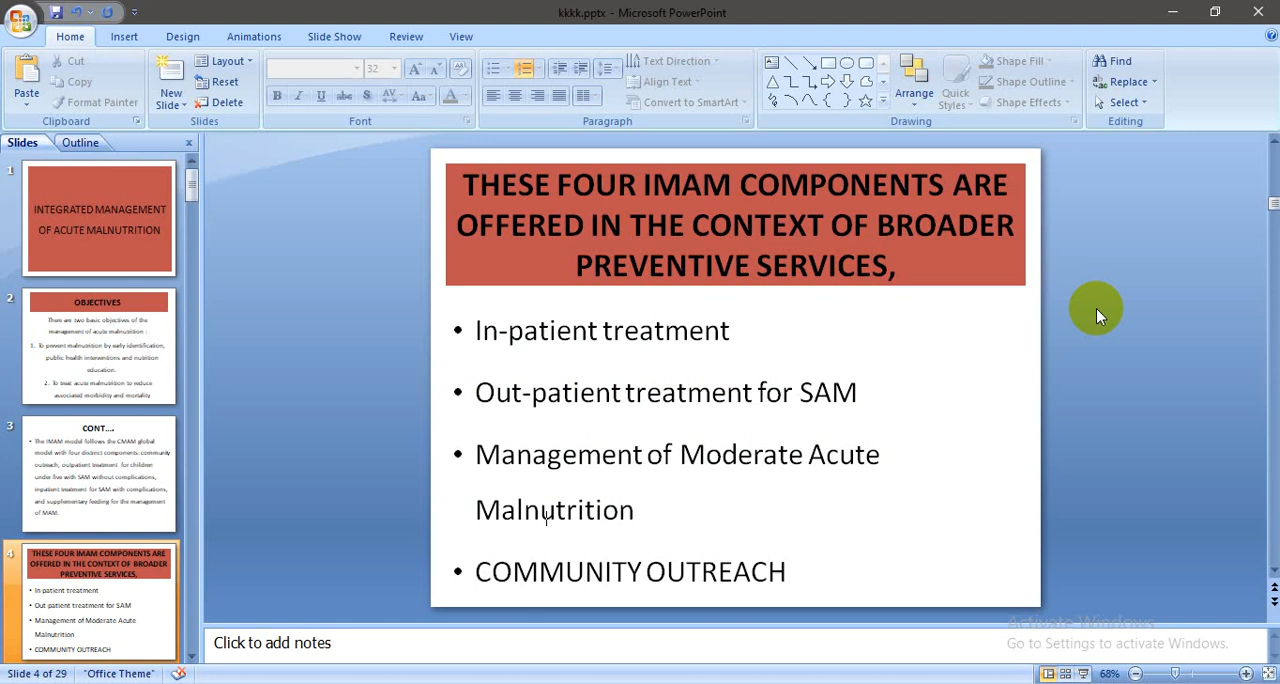 kkkk.pptx - Microsoft PowerPoint
Home Insert Design Animations Slide Show Review View
Cut
Copy
Format Painter
Paste
Clipboard
New Slide
Layout
Reset
Delete
Slides
32
B I U abc S AV Aa A
Font
Text Direction
Align Text
Convert to SmartArt
Paragraph
Arrange
Quick Styles
Shape Fill
Shape Outline
Shape Effects
Drawing
Find
Replace
Select
Editing
Slides Outline
1
INTEGRATED MANAGEMENT
OF ACUTE MALNUTRITION
2
OBJECTIVES
There are two basic objectives of the
management of acute malnutrition :
1. To prevent malnutrition by early identification,
public health interventions and nutrition
education.
2. To treat acute malnutrition to reduce
associated morbidity and mortality
3
CONT....
• The IMAM model follows the CMAM global
model with four distinct components: community
outreach, outpatient treatment for children
under five with SAM without complications,
inpatient treatment for SAM with complications,
and supplementary feeding for the management
of MAM.
4
THESE FOUR IMAM COMPONENTS ARE
OFFERED IN THE CONTEXT OF BROADER
PREVENTIVE SERVICES,
• In-patient treatment
• Out-patient treatment for SAM
• Management of Moderate Acute
Malnutrition
• COMMUNITY OUTREACH
THESE FOUR IMAM COMPONENTS ARE
OFFERED IN THE CONTEXT OF BROADER
PREVENTIVE SERVICES,
• In-patient treatment
• Out-patient treatment for SAM
• Management of Moderate Acute
Malnutrition
• COMMUNITY OUTREACH
Click to add notes
Activate Windows
Go to Settings to activate Windows.
Slide 4 of 29 "Office Theme" 68%